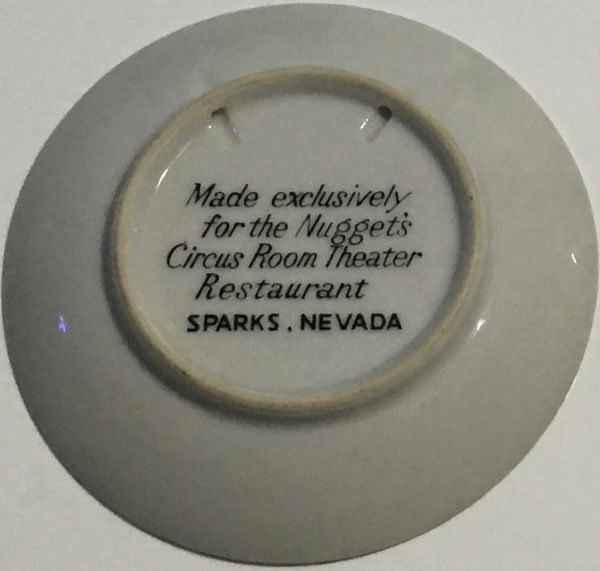 Made exclusively
for the Nugget's
Circus Room Theater
Restaurant
SPARKS, NEVADA